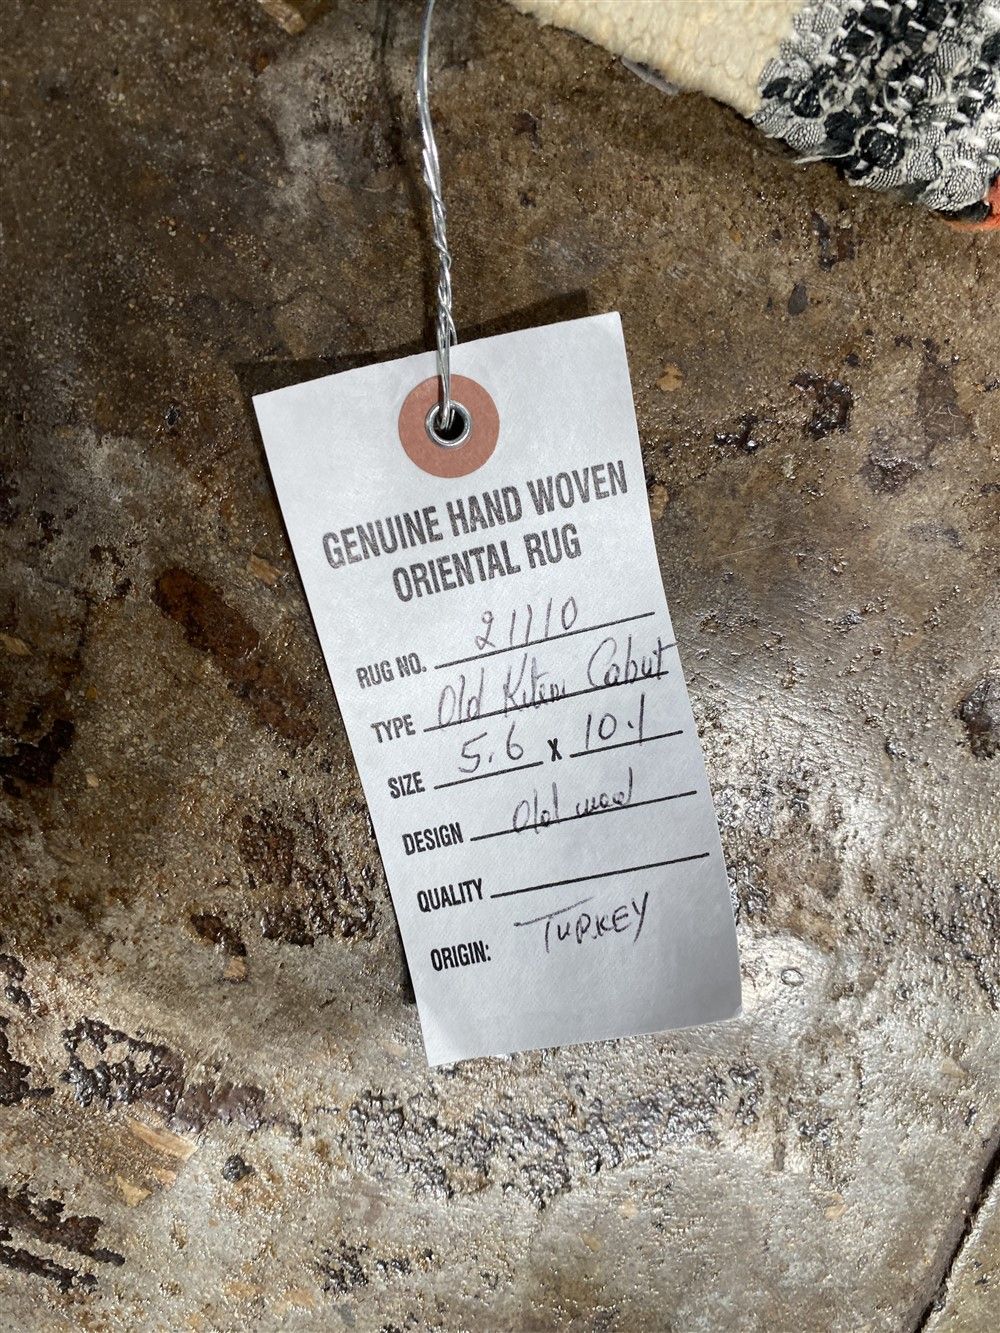 GENUINE HAND WOVEN
ORIENTAL RUG
RUG NO. 21110
TYPE Old Kilim Cabut
SIZE 5.6 X 10.1
DESIGN Old wool
QUALITY
ORIGIN: TURKEY